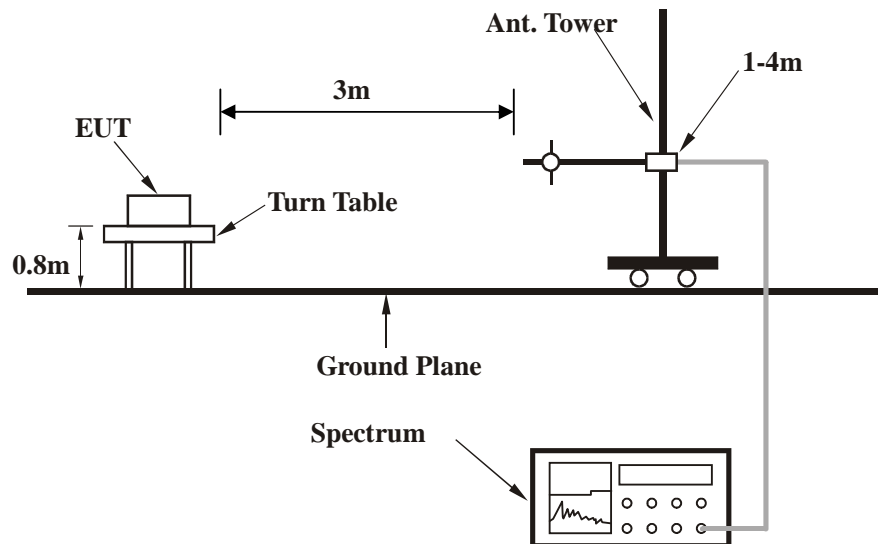 Ant. Tower
1-4m
3m
EUT
Turn Table
0.8m
Ground Plane
Spectrum